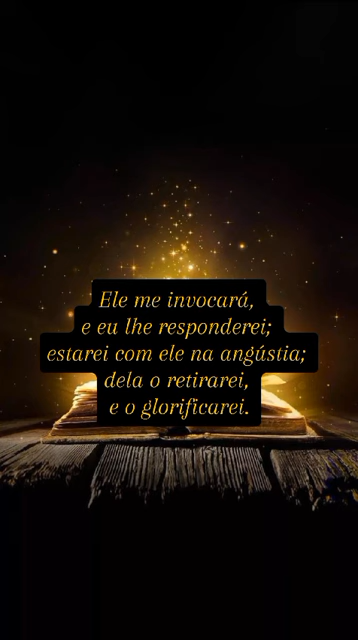 Ele me invocará,
e eu lhe responderei;
estarei com ele na angústia;
dela o retirarei,
e o glorificarei.